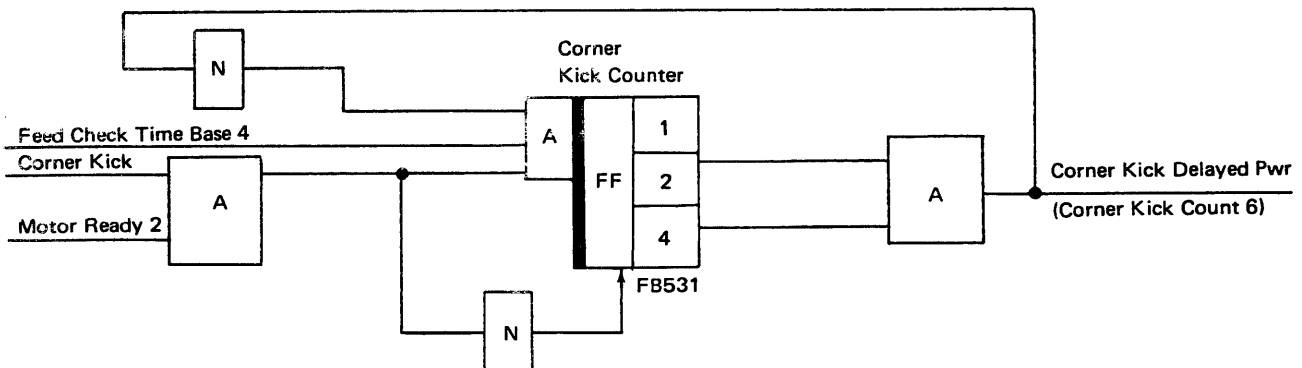 N
Corner
Kick Counter
A
FF
1
2
4
FB531
Feed Check Time Base 4
Corner Kick
Motor Ready 2
A
N
A
Corner Kick Delayed Pwr
(Corner Kick Count 6)